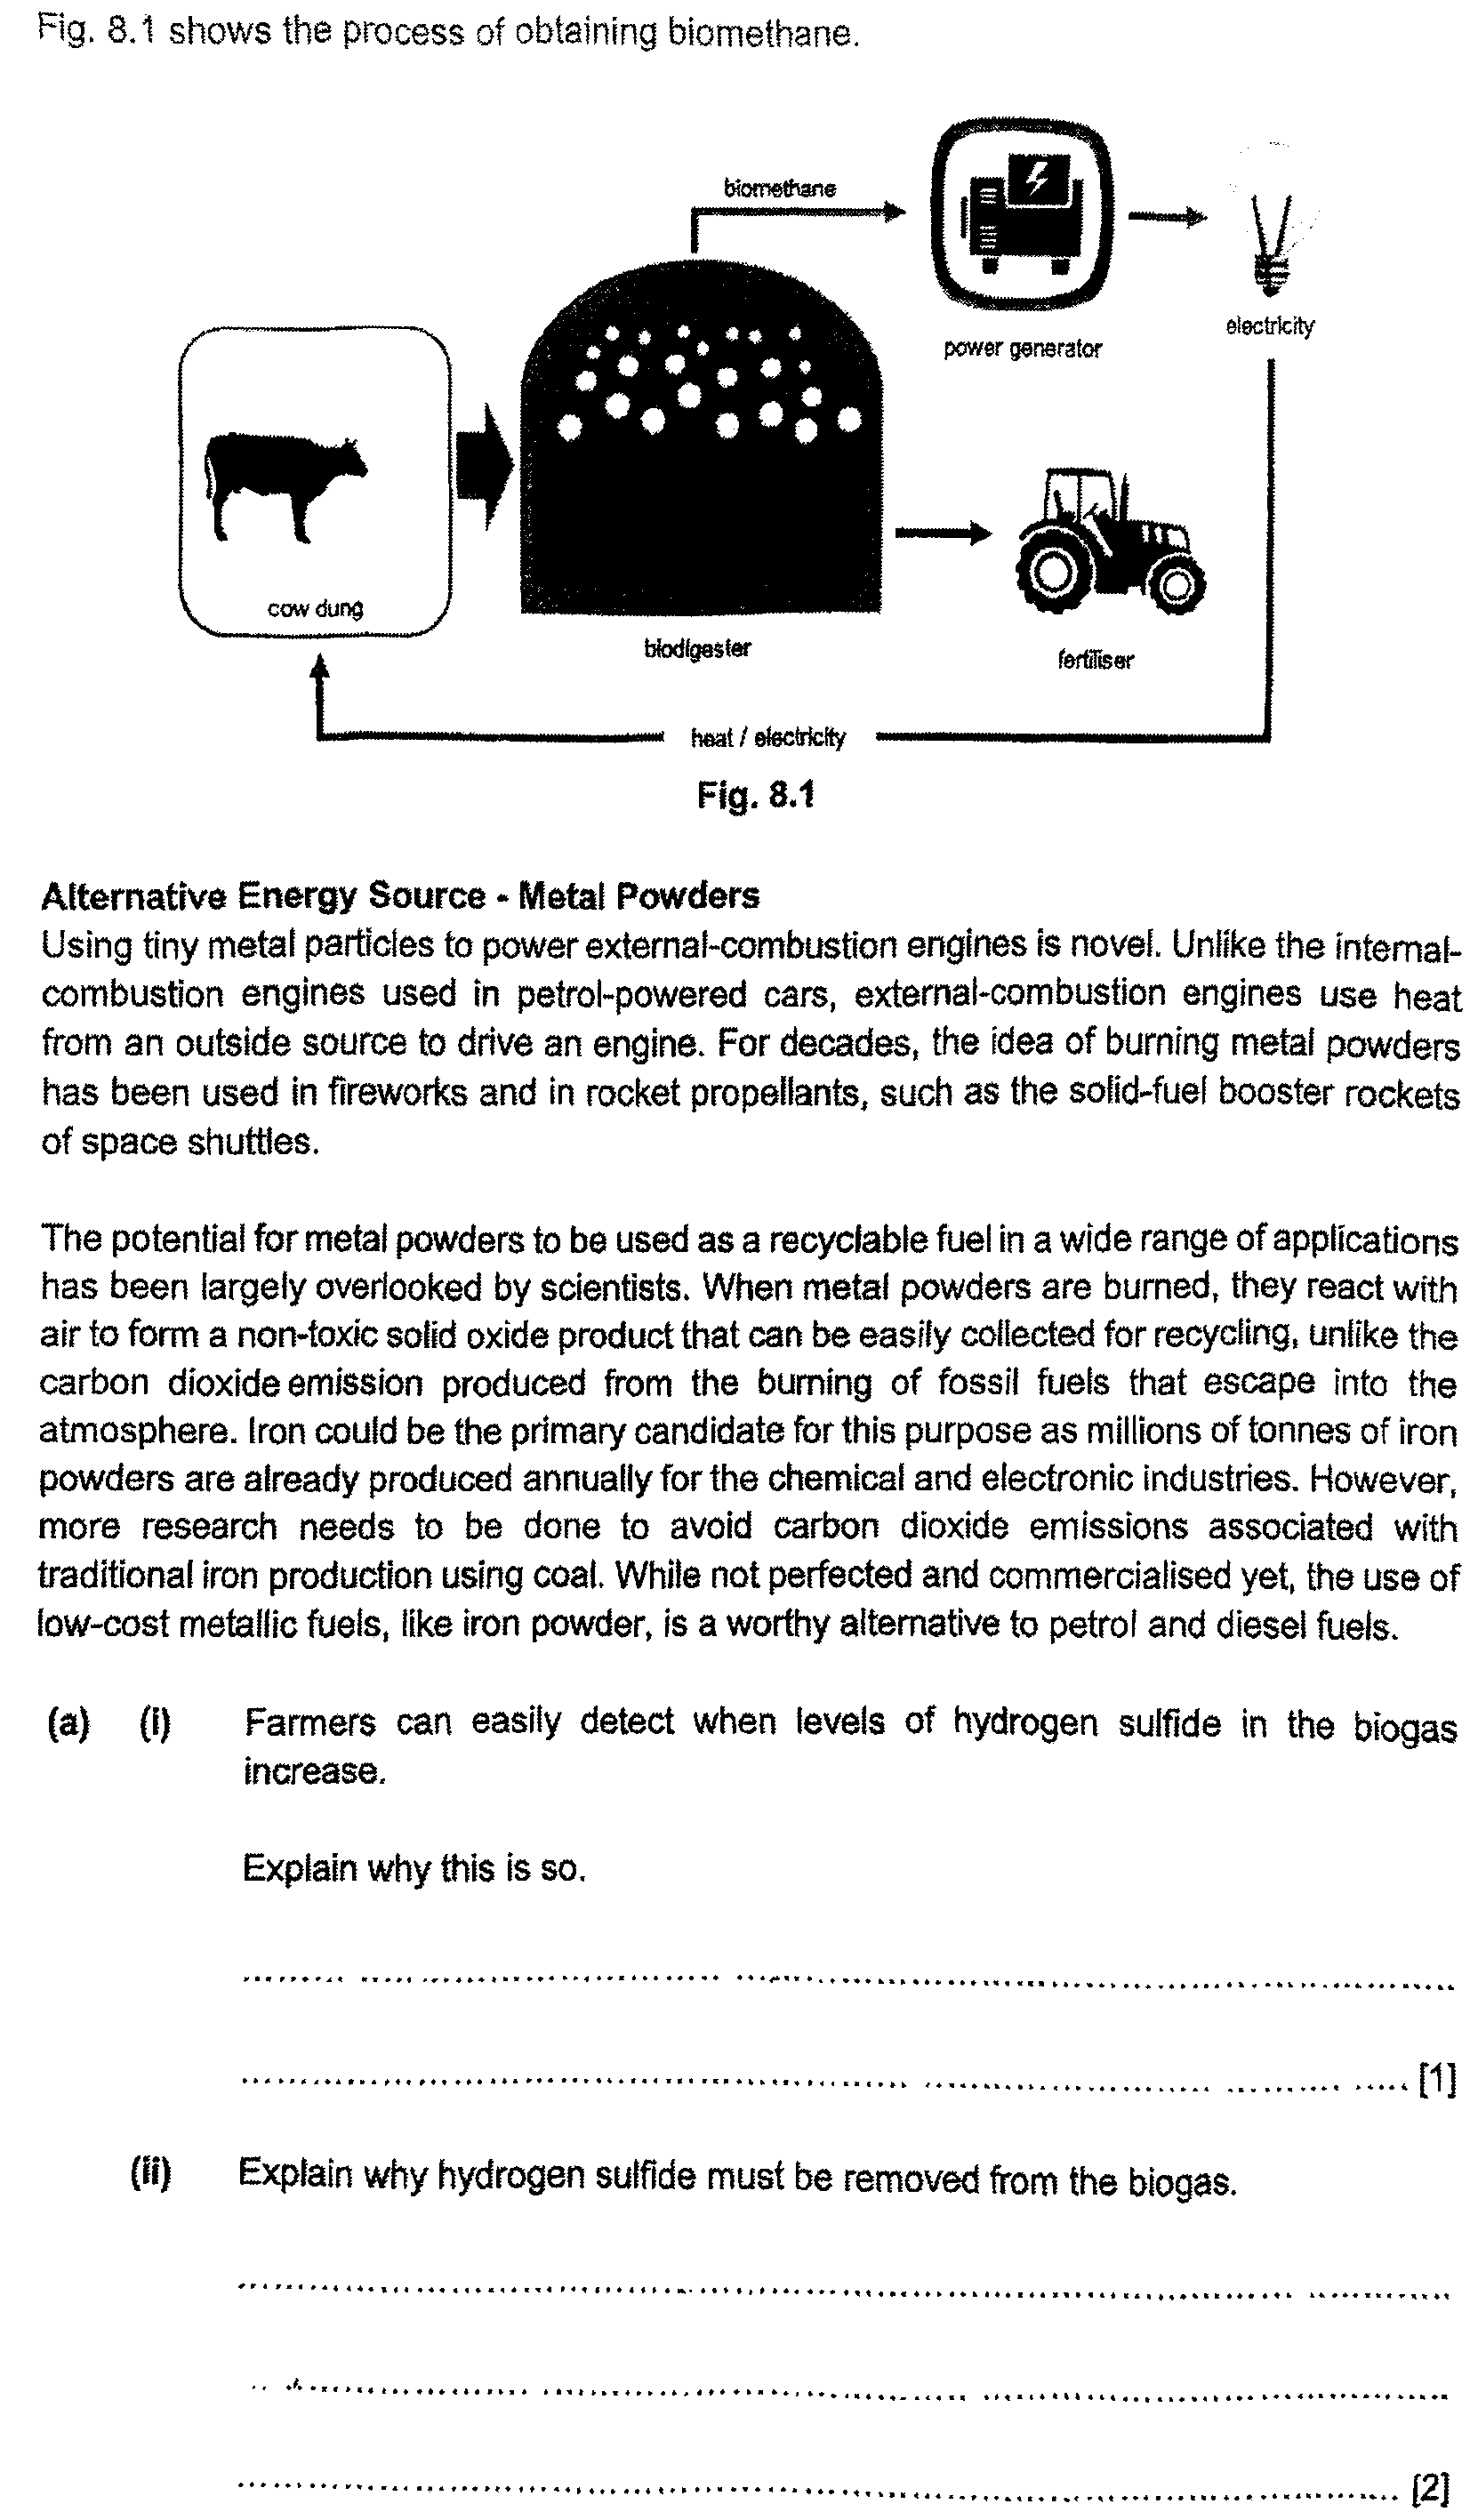 Fig. 8.1 shows the process of obtaining biomethane.
biomethane
power generator
electricity
cow dung
biodigester
fertiliser
heat / electricity
Fig. 8.1
Alternative Energy Source - Metal Powders
Using tiny metal particles to power external-combustion engines is novel. Unlike the internal-
combustion engines used in petrol-powered cars, external-combustion engines use heat
from an outside source to drive an engine. For decades, the idea of burning metal powders
has been used in fireworks and in rocket propellants, such as the solid-fuel booster rockets
of space shuttles.
The potential for metal powders to be used as a recyclable fuel in a wide range of applications
has been largely overlooked by scientists. When metal powders are burned, they react with
air to form a non-toxic solid oxide product that can be easily collected for recycling, unlike the
carbon dioxide emission produced from the burning of fossil fuels that escape into the
atmosphere. Iron could be the primary candidate for this purpose as millions of tonnes of iron
powders are already produced annually for the chemical and electronic industries. However,
more research needs to be done to avoid carbon dioxide emissions associated with
traditional iron production using coal. While not perfected and commercialised yet, the use of
low-cost metallic fuels, like iron powder, is a worthy alternative to petrol and diesel fuels.
(a) (i) Farmers can easily detect when levels of hydrogen sulfide in the biogas
increase.
Explain why this is so.
[1]
(ii) Explain why hydrogen sulfide must be removed from the biogas.
[2]